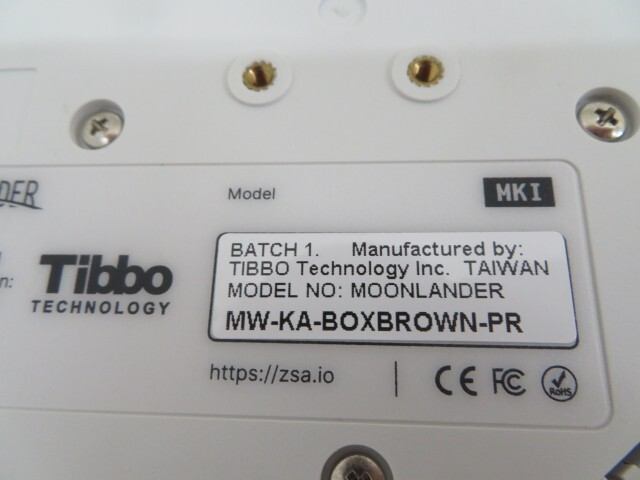 Model
MKI
BATCH 1. Manufactured by:
TIBBO Technology Inc. TAIWAN
MODEL NO: MOONLANDER
MW-KA-BOXBROWN-PR
Tibbo
TECHNOLOGY
https://zsa.io
CE FC RoHS